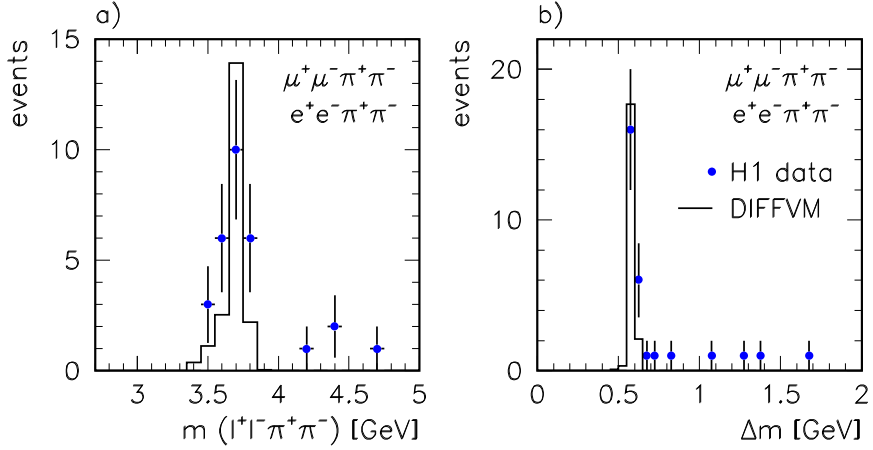 a)
events
15
10
5
0
μ⁺μ⁻π⁺π⁻
e⁺e⁻π⁺π⁻
3 3.5 4 4.5 5
m (l⁺l⁻π⁺π⁻) [GeV]
b)
events
20
10
0
μ⁺μ⁻π⁺π⁻
e⁺e⁻π⁺π⁻
H1 data
DIFFVM
0 0.5 1 1.5 2
Δm [GeV]